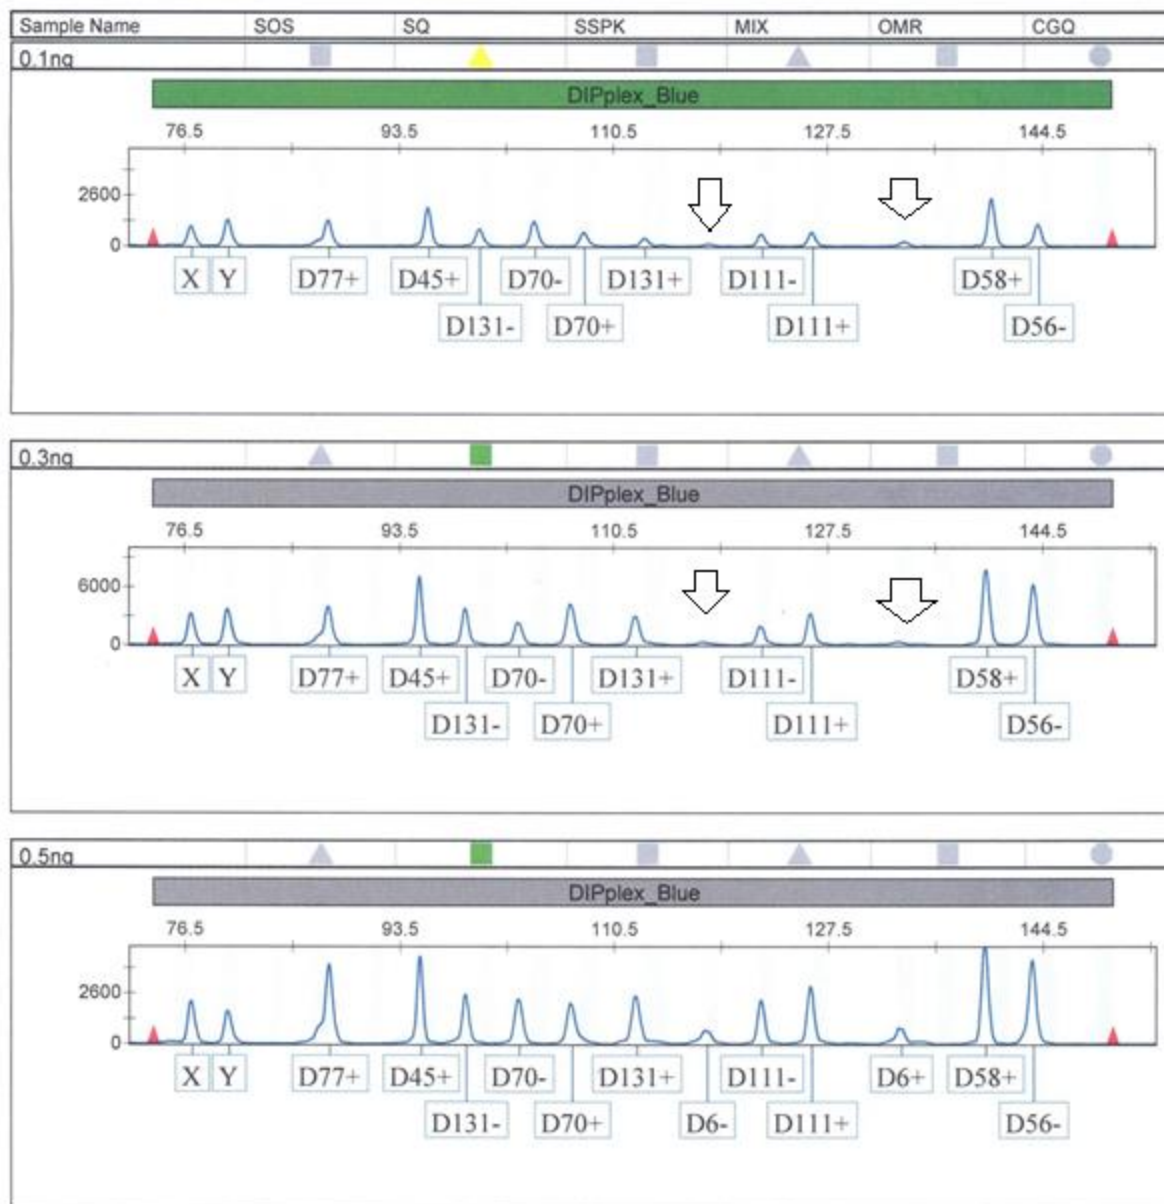 Sample Name SOS SQ SSPK MIX OMR CGQ
0.1ng
DIPplex_Blue
76.5 93.5 110.5 127.5 144.5
2600
0
X Y D77+ D45+ D70- D131+ D111- D58+
D131- D70+ D111+ D56-
0.3ng
DIPplex_Blue
76.5 93.5 110.5 127.5 144.5
6000
0
X Y D77+ D45+ D70- D131+ D111- D58+
D131- D70+ D111+ D56-
0.5ng
DIPplex_Blue
76.5 93.5 110.5 127.5 144.5
2600
0
X Y D77+ D45+ D70- D131+ D111- D6+ D58+
D131- D70+ D6- D111+ D56-